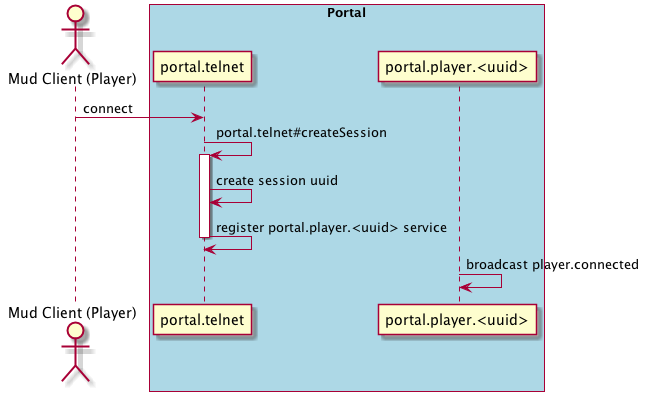 Portal
Mud Client (Player)
portal.telnet
portal.player.<uuid>
connect
portal.telnet#createSession
create session uuid
register portal.player.<uuid> service
broadcast player.connected
Mud Client (Player)
portal.telnet
portal.player.<uuid>